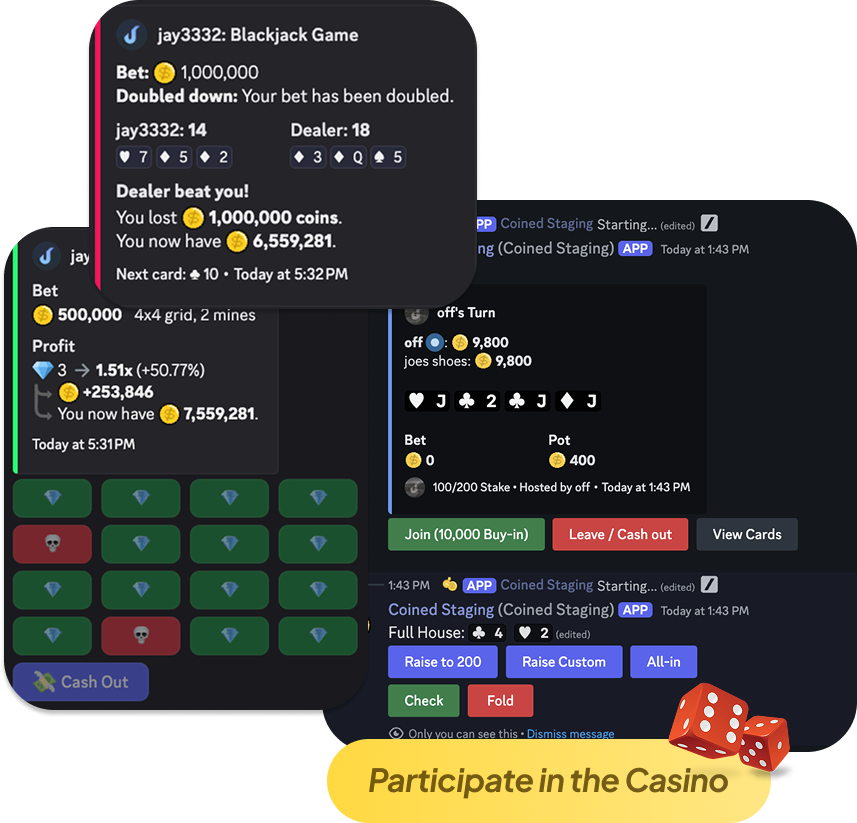 jay3332: Blackjack Game
Bet: 1,000,000
Doubled down: Your bet has been doubled.
jay3332: 14 Dealer: 18
♥ 7 ♦ 5 ♦ 2 ♦ 3 ♦ Q ♠ 5
Dealer beat you!
You lost 1,000,000 coins.
You now have 6,559,281.
Next card: ♣ 10 • Today at 5:32 PM
jay
Bet
500,000 4x4 grid, 2 mines
Profit
3 → 1.51x (+50.77%)
+253,846
You now have 7,559,281.
Today at 5:31 PM
Cash Out
PP Coined Staging Starting... (edited)
ng (Coined Staging) APP Today at 1:43 PM
off's Turn
off : 9,800
joes shoes: 9,800
♥ J ♣ 2 ♣ J ♦ J
Bet Pot
0 400
100/200 Stake • Hosted by off • Today at 1:43 PM
Join (10,000 Buy-in) Leave / Cash out View Cards
1:43 PM APP Coined Staging Starting... (edited)
Coined Staging (Coined Staging) APP Today at 1:43 PM
Full House: ♣ 4 ♥ 2 (edited)
Raise to 200 Raise Custom All-in
Check Fold
Only you can see this • Dismiss message
Participate in the Casino